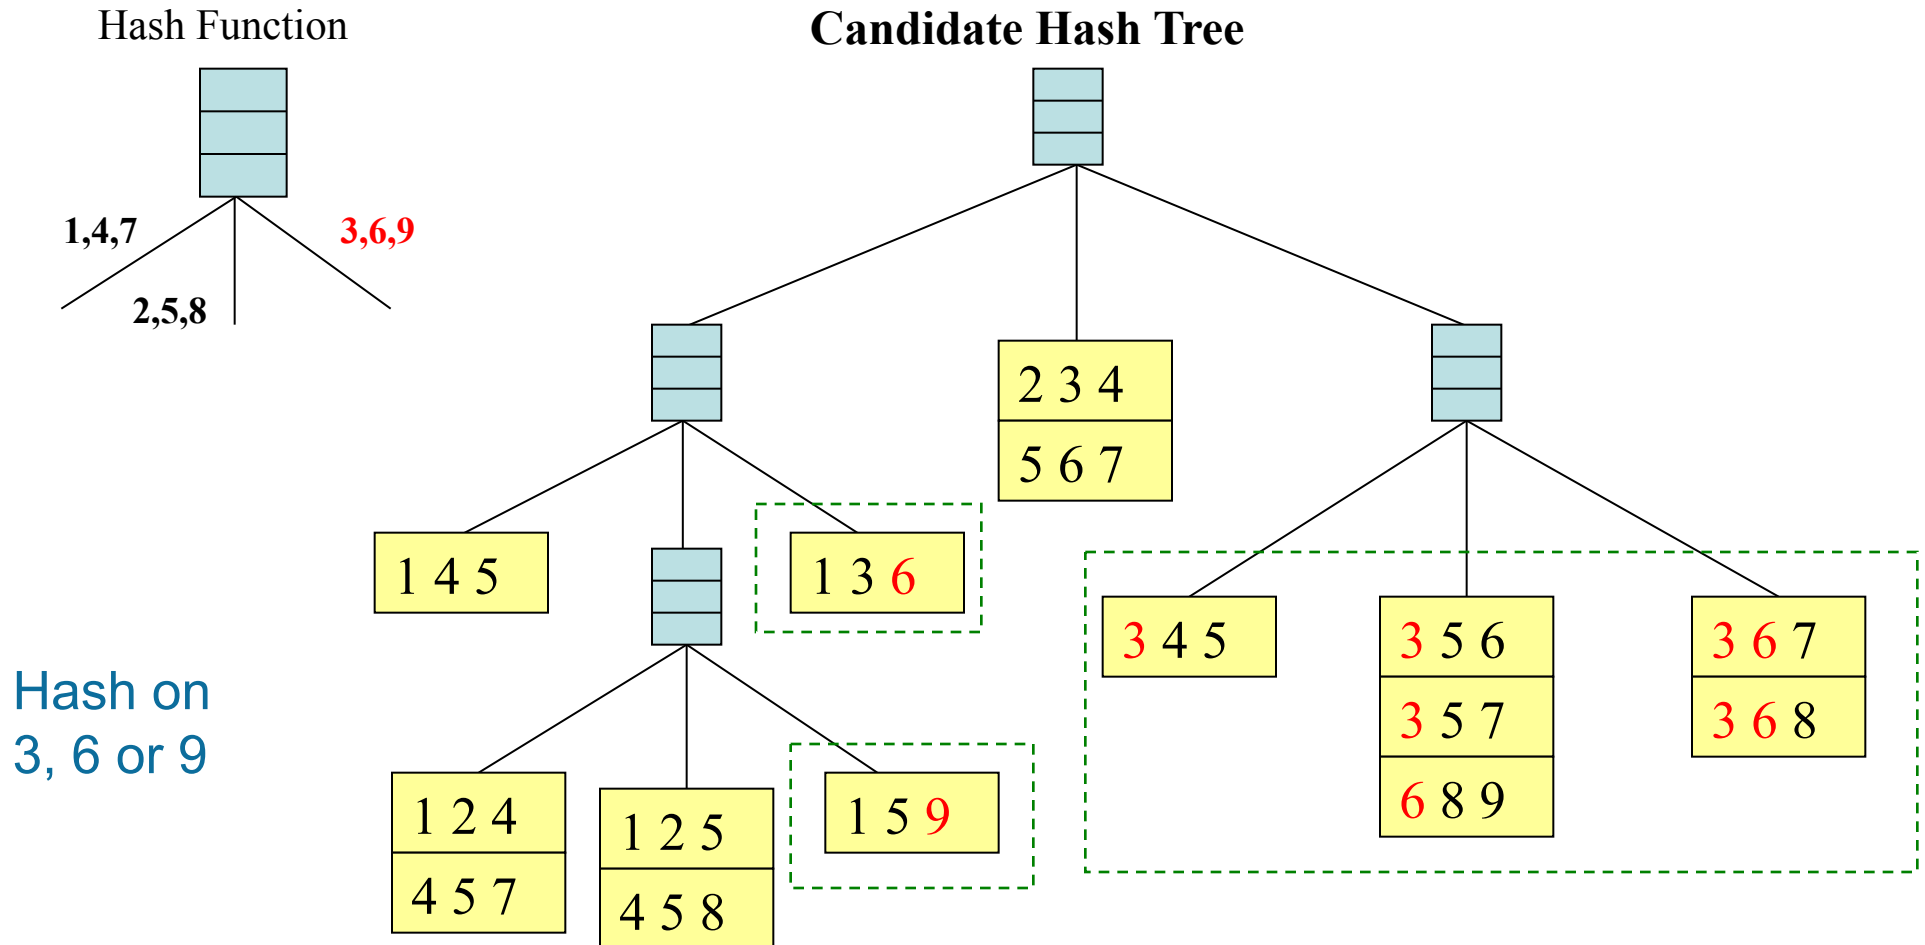 Hash Function
Candidate Hash Tree
1,4,7
3,6,9
2,5,8
2 3 4
5 6 7
1 4 5
1 3 6
3 4 5
3 5 6
3 6 7
3 5 7
3 6 8
6 8 9
Hash on
3, 6 or 9
1 2 4
1 2 5
1 5 9
4 5 7
4 5 8